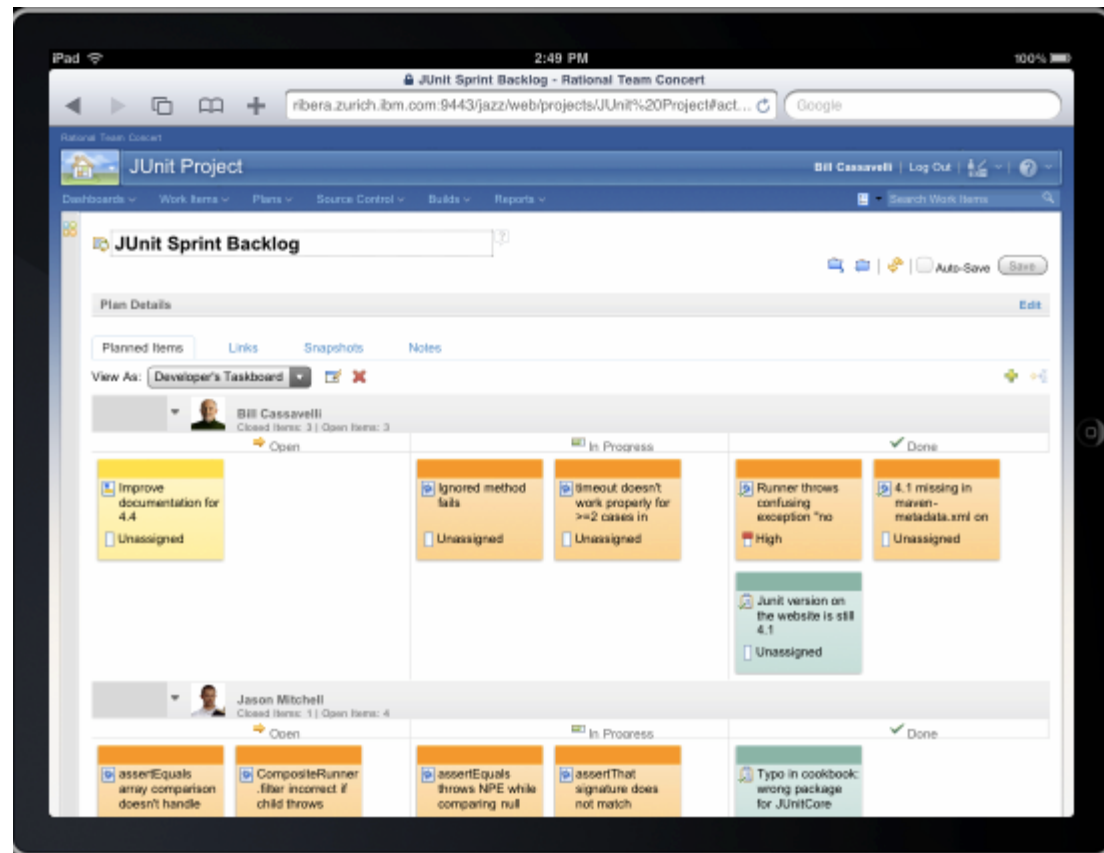 iPad 2:49 PM 100%
JUnit Sprint Backlog - Rational Team Concert
ribera.zurich.ibm.com:9443/jazz/web/projects/JUnit%20Project#act... Google
Rational Team Concert
JUnit Project Bill Cassavelli | Log Out |
Dashboards Work Items Plans Source Control Builds Reports Search Work Items
JUnit Sprint Backlog ?
Auto-Save Save
Plan Details Edit
Planned Items Links Snapshots Notes
View As: Developer's Taskboard
Bill Cassavelli
Closed Items: 3 | Open Items: 3
Open In Progress Done
Improve
documentation for
4.4
Unassigned
Ignored method
fails
Unassigned
timeout doesn't
work properly for
>=2 cases in
Unassigned
Runner throws
confusing
exception "no
High
4.1 missing in
maven-
metadata.xml on
Unassigned
Junit version on
the website is still
4.1
Unassigned
Jason Mitchell
Closed Items: 1 | Open Items: 4
Open In Progress Done
assertEquals
array comparison
doesn't handle
CompositeRunner
.filter incorrect if
child throws
assertEquals
throws NPE while
comparing null
assertThat
signature does
not match
Typo in cookbook:
wrong package
for JUnitCore